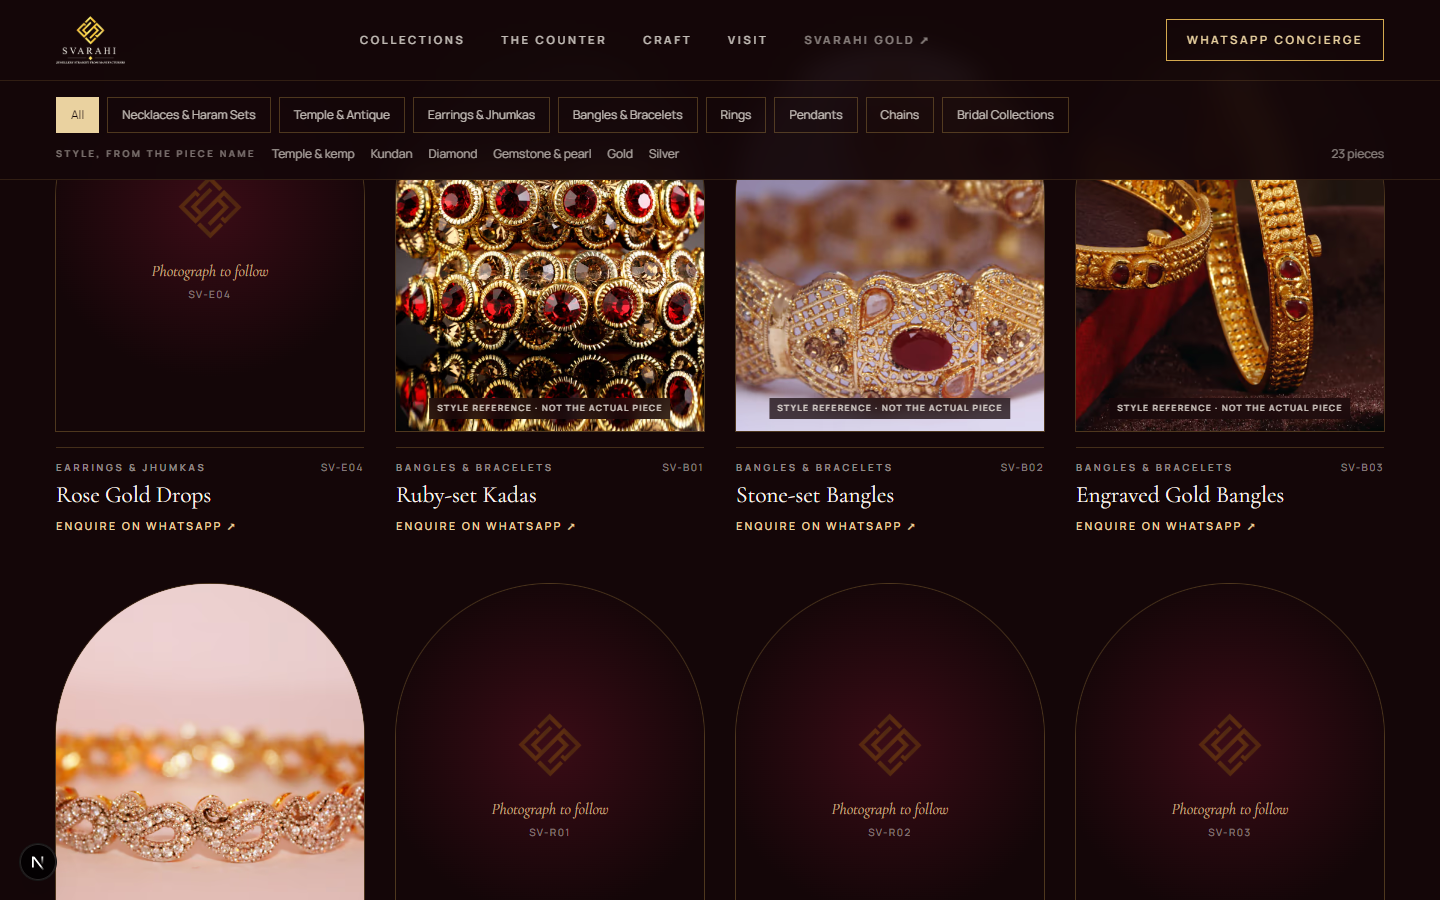 SVARAHI
JEWELLERY STRAIGHT FROM MANUFACTURERS
COLLECTIONS THE COUNTER CRAFT VISIT SVARAHI GOLD ↗
WHATSAPP CONCIERGE
All Necklaces & Haram Sets Temple & Antique Earrings & Jhumkas Bangles & Bracelets Rings Pendants Chains Bridal Collections
STYLE, FROM THE PIECE NAME Temple & kemp Kundan Diamond Gemstone & pearl Gold Silver 23 pieces
Photograph to follow
SV-E04
STYLE REFERENCE · NOT THE ACTUAL PIECE
STYLE REFERENCE · NOT THE ACTUAL PIECE
STYLE REFERENCE · NOT THE ACTUAL PIECE
EARRINGS & JHUMKAS SV-E04
Rose Gold Drops
ENQUIRE ON WHATSAPP ↗
BANGLES & BRACELETS SV-B01
Ruby-set Kadas
ENQUIRE ON WHATSAPP ↗
BANGLES & BRACELETS SV-B02
Stone-set Bangles
ENQUIRE ON WHATSAPP ↗
BANGLES & BRACELETS SV-B03
Engraved Gold Bangles
ENQUIRE ON WHATSAPP ↗
Photograph to follow
SV-R01
Photograph to follow
SV-R02
Photograph to follow
SV-R03
N